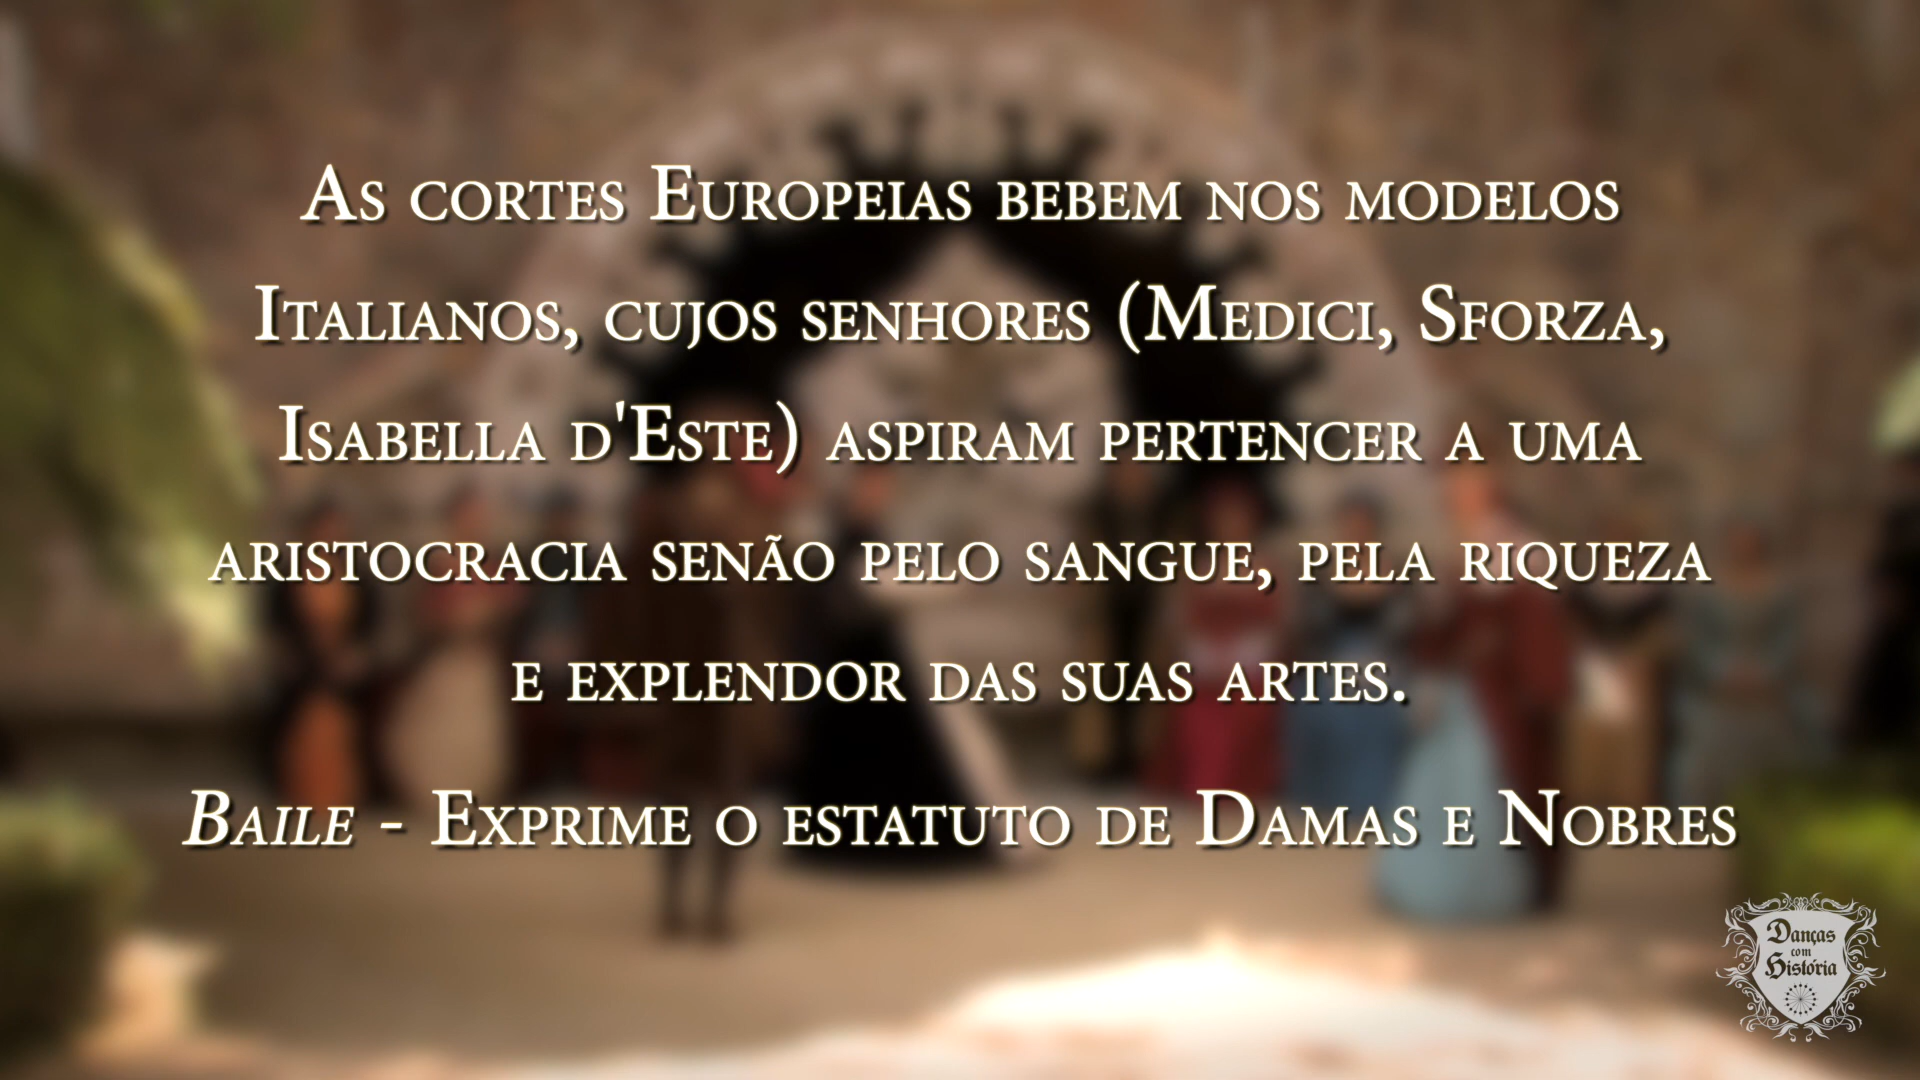 As cortes Europeias bebem nos modelos
Italianos, cujos senhores (Medici, Sforza,
Isabella d'Este) aspiram pertencer a uma
aristocracia senão pelo sangue, pela riqueza
e explendor das suas artes.
Baile - Exprime o estatuto de Damas e Nobres
Danças
com
História